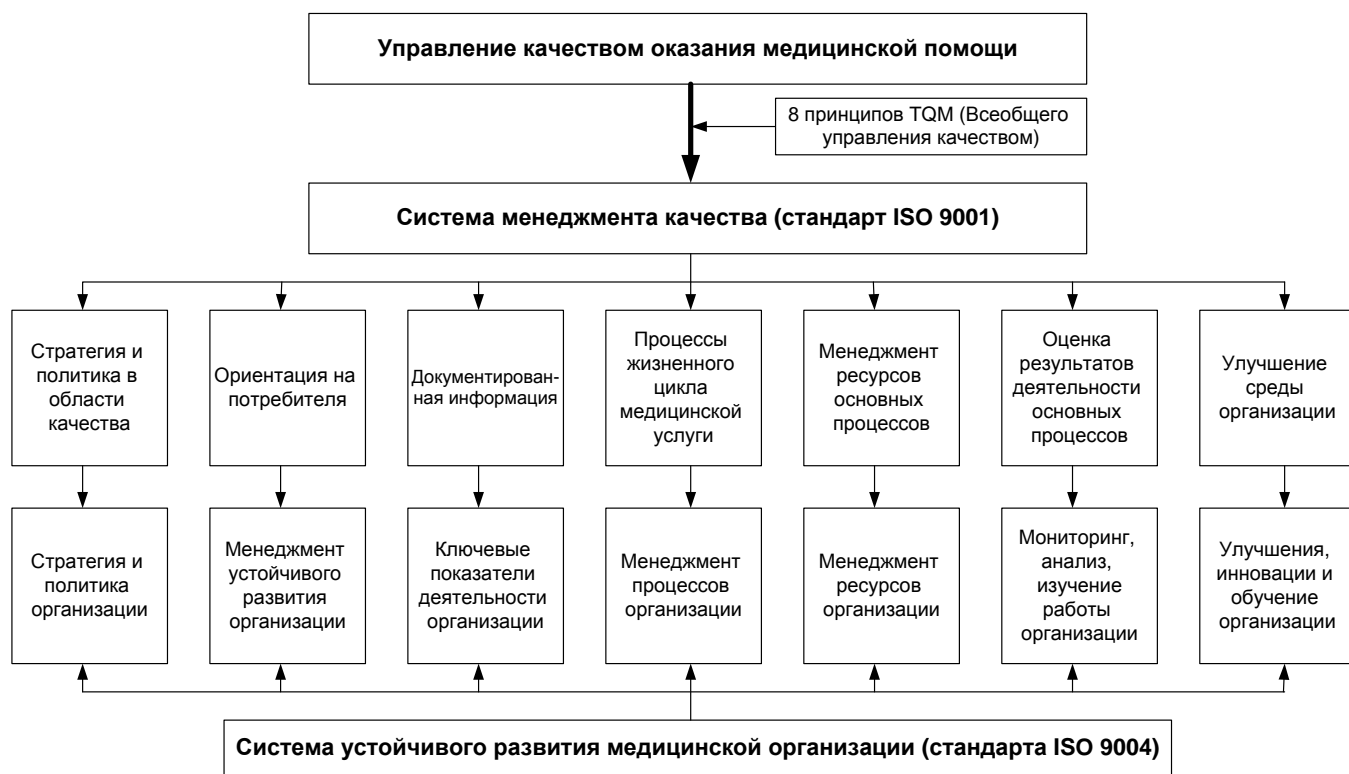 Управление качеством оказания медицинской помощи
8 принципов TQM (Всеобщего
управления качеством)
Система менеджмента качества (стандарт ISO 9001)
Стратегия и
политика в
области
качества
Ориентация на
потребителя
Документирован-
ная информация
Процессы
жизненного
цикла
медицинской
услуги
Менеджмент
ресурсов
основных
процессов
Оценка
результатов
деятельности
основных
процессов
Улучшение
среды
организации
Стратегия и
политика
организации
Менеджмент
устойчивого
развития
организации
Ключевые
показатели
деятельности
организации
Менеджмент
процессов
организации
Менеджмент
ресурсов
организации
Мониторинг,
анализ,
изучение
работы
организации
Улучшения,
инновации и
обучение
организации
Система устойчивого развития медицинской организации (стандарта ISO 9004)